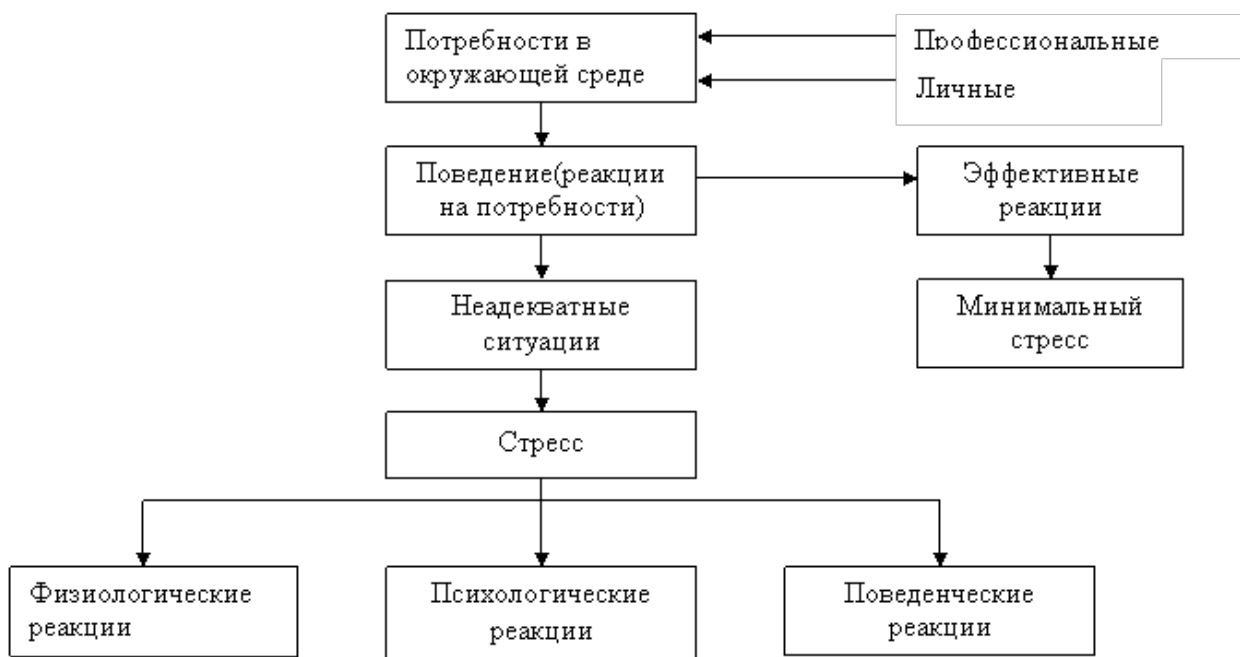 Потребности в
окружающей среде
Профессиональные
Личные
Поведение(реакции
на потребности)
Эффективные
реакции
Неадекватные
ситуации
Минимальный
стресс
Стресс
Физиологические
реакции
Психологические
реакции
Поведенческие
реакции